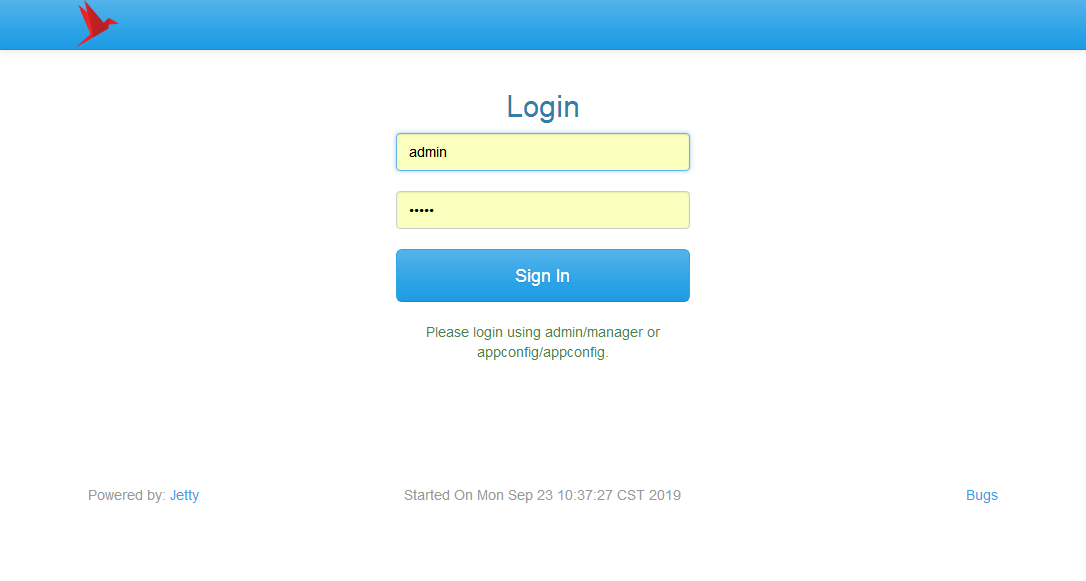 Login
admin
•••••
Sign In
Please login using admin/manager or
appconfig/appconfig.
Powered by: Jetty
Started On Mon Sep 23 10:37:27 CST 2019
Bugs